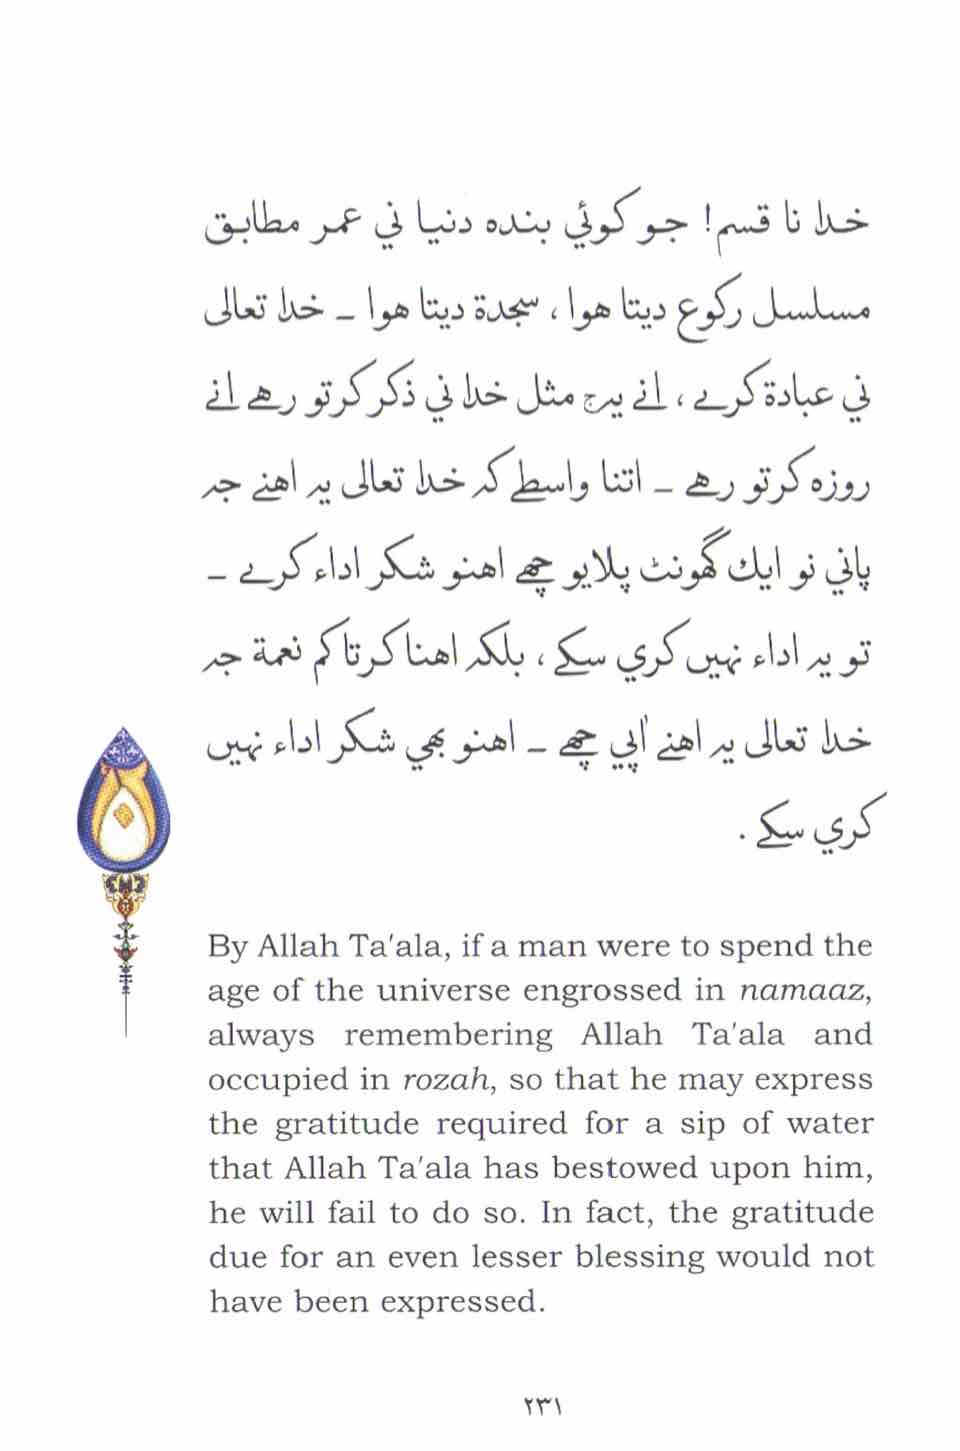 خدا نا قسم! جو كوئي بنده دنيا ني عمر مطابق
مسلسل ركوع ديتا هوا ، سجدة ديتا هوا ـ خدا تعالى
ني عبادة كرے ، انے يہج مثل خدا ني ذكر كرتو رهے انے
روزه كرتو رهے ـ اتنا واسطے كہ خدا تعالى يہ اهنے جہ
پاني نو ايك گھونٹ پلايو چھے اهنو شكر اداء كرے ـ
تو يہ اداء نہيں كري سكے ، بلكہ اهنا كرتا كم نعمة جہ
خدا تعالى يہ اهنے اٰپي چھے ـ اهنو بھي شكر اداء نہيں
كري سكے .
By Allah Ta'ala, if a man were to spend the
age of the universe engrossed in namaaz,
always remembering Allah Ta'ala and
occupied in rozah, so that he may express
the gratitude required for a sip of water
that Allah Ta'ala has bestowed upon him,
he will fail to do so. In fact, the gratitude
due for an even lesser blessing would not
have been expressed.
٢٣١